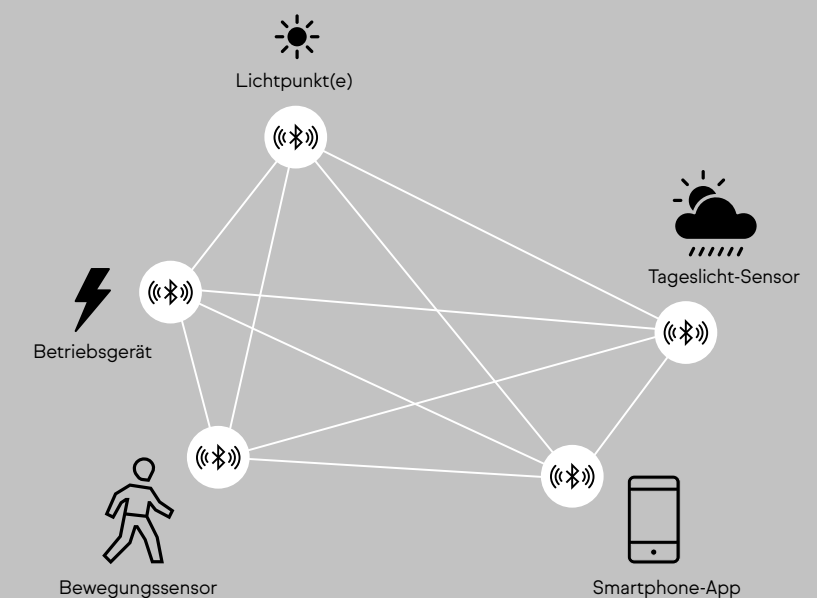 Lichtpunkt(e)
Tageslicht-Sensor
Betriebsgerät
Bewegungssensor
Smartphone-App